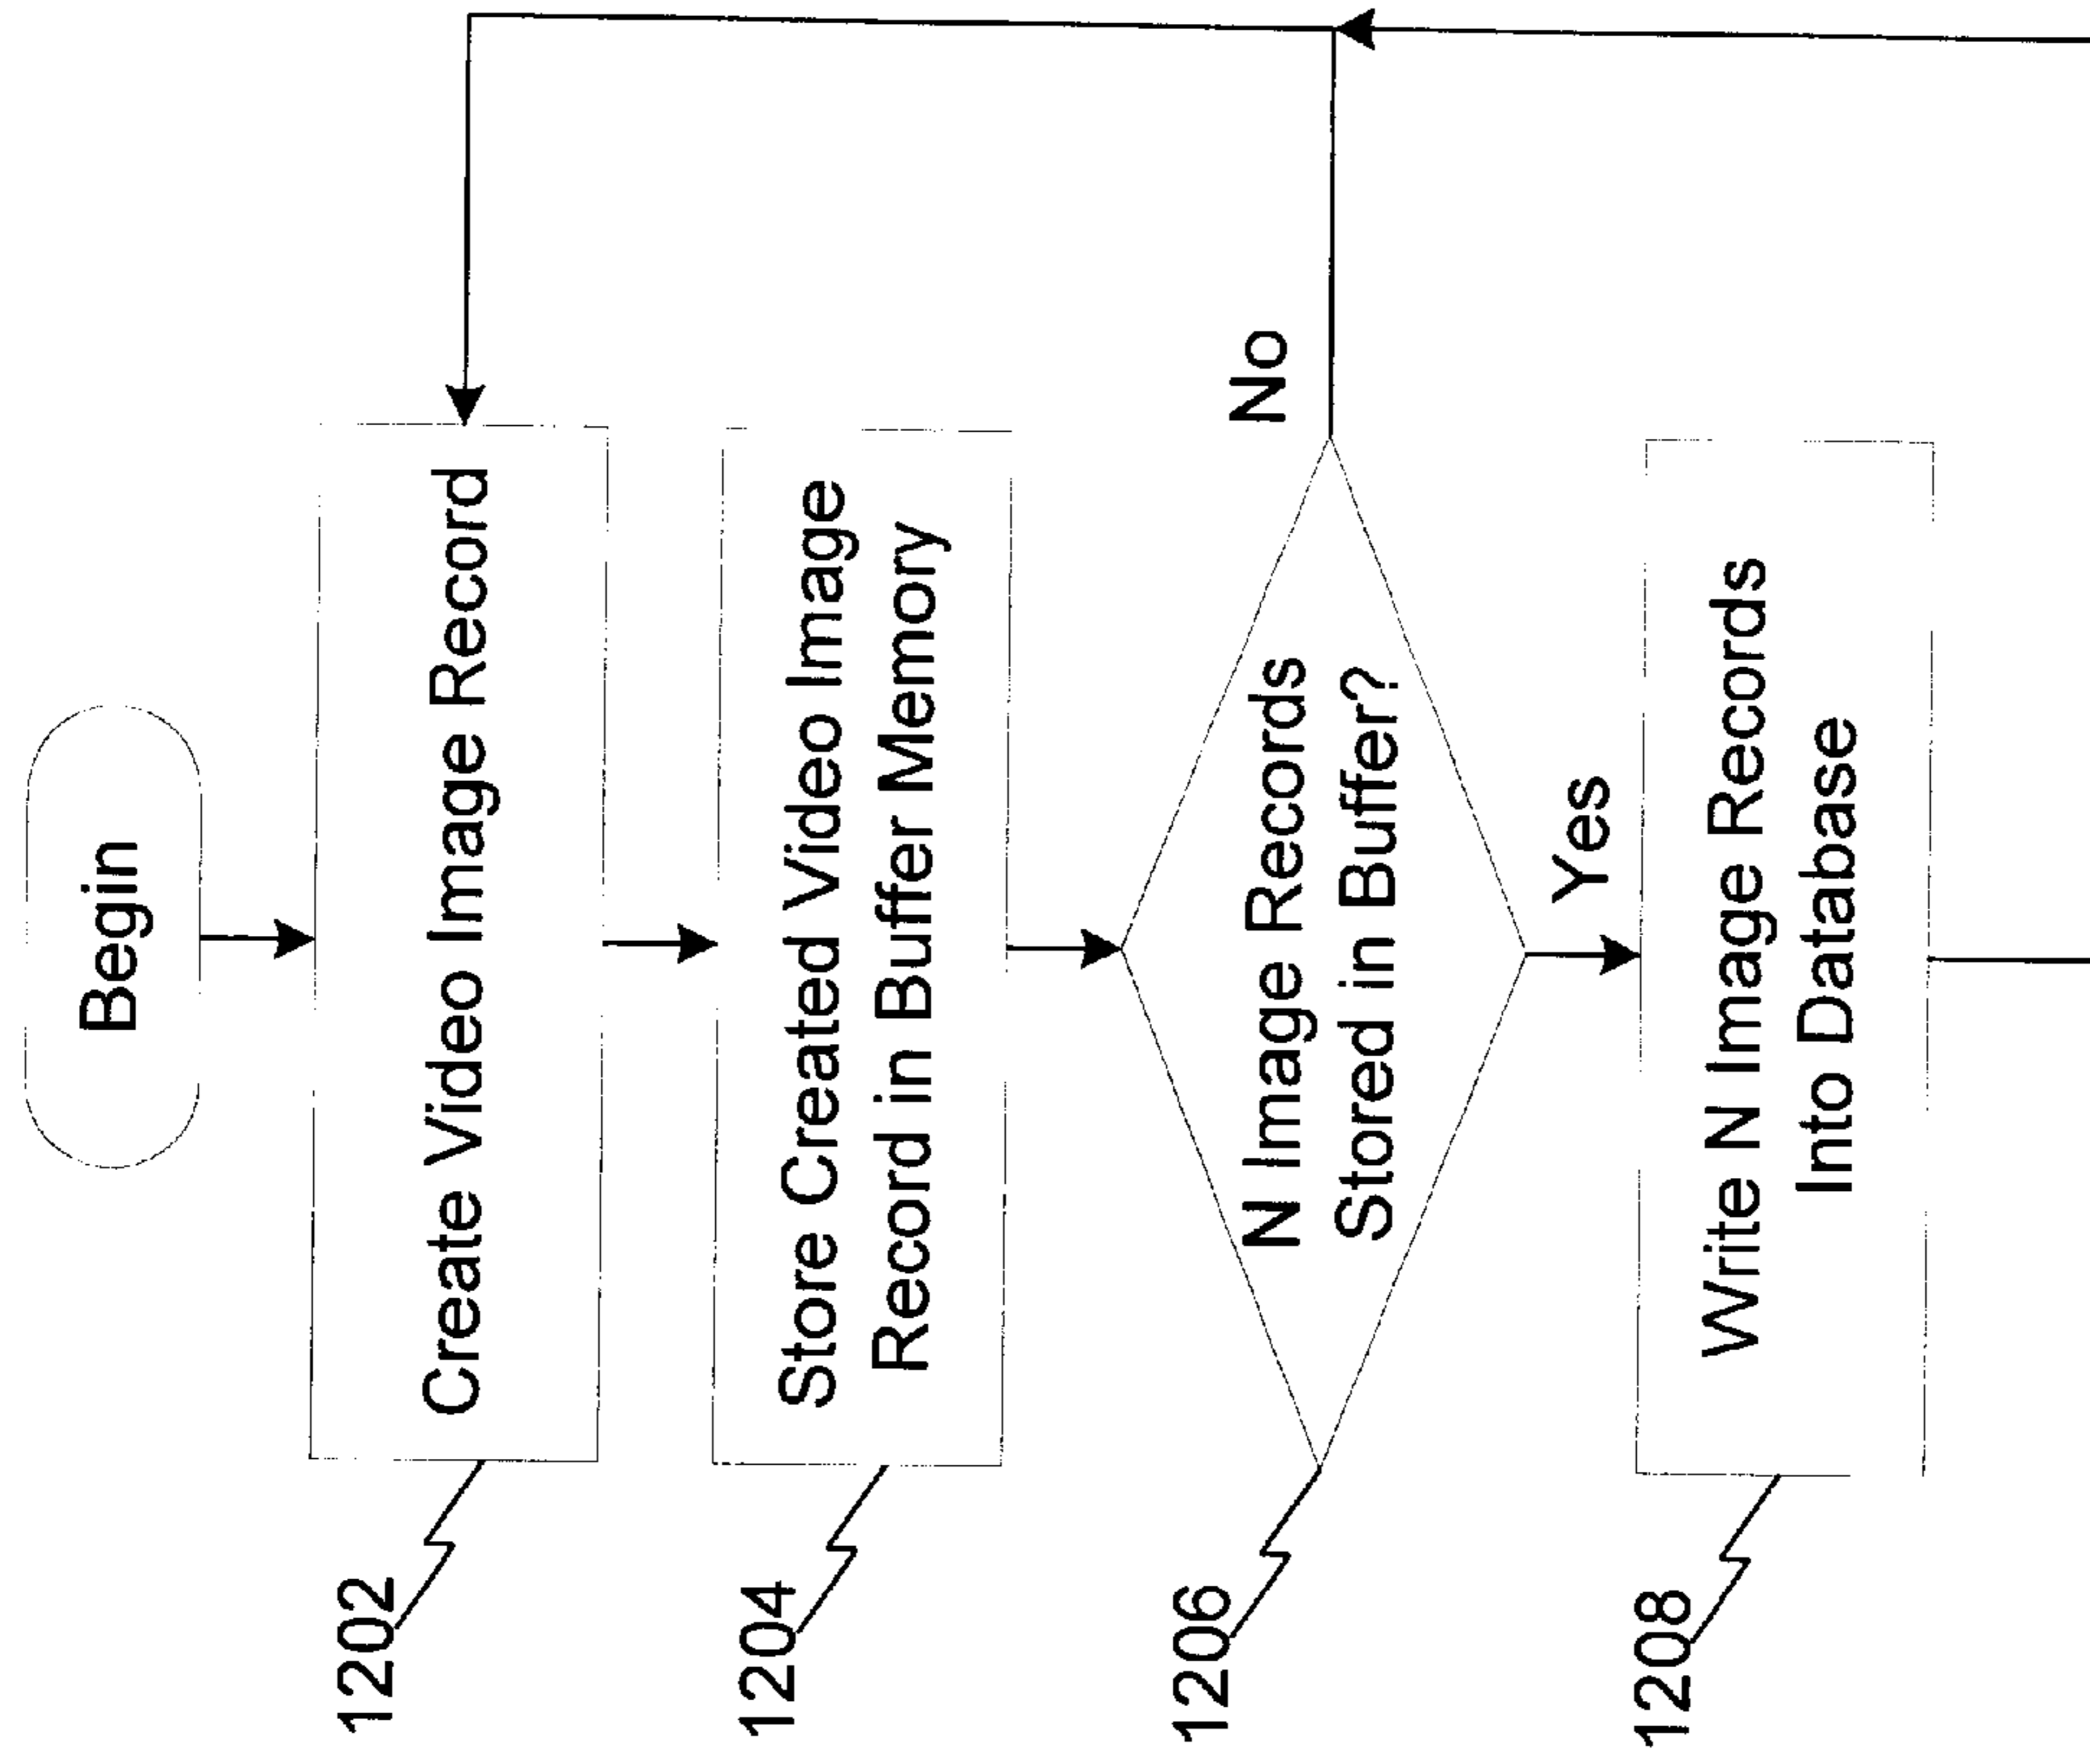 Begin
1202
Create Video Image Record
1204
Store Created Video Image
Record in Buffer Memory
1206
N Image Records
Stored in Buffer?
No
Yes
1208
Write N Image Records
Into Database